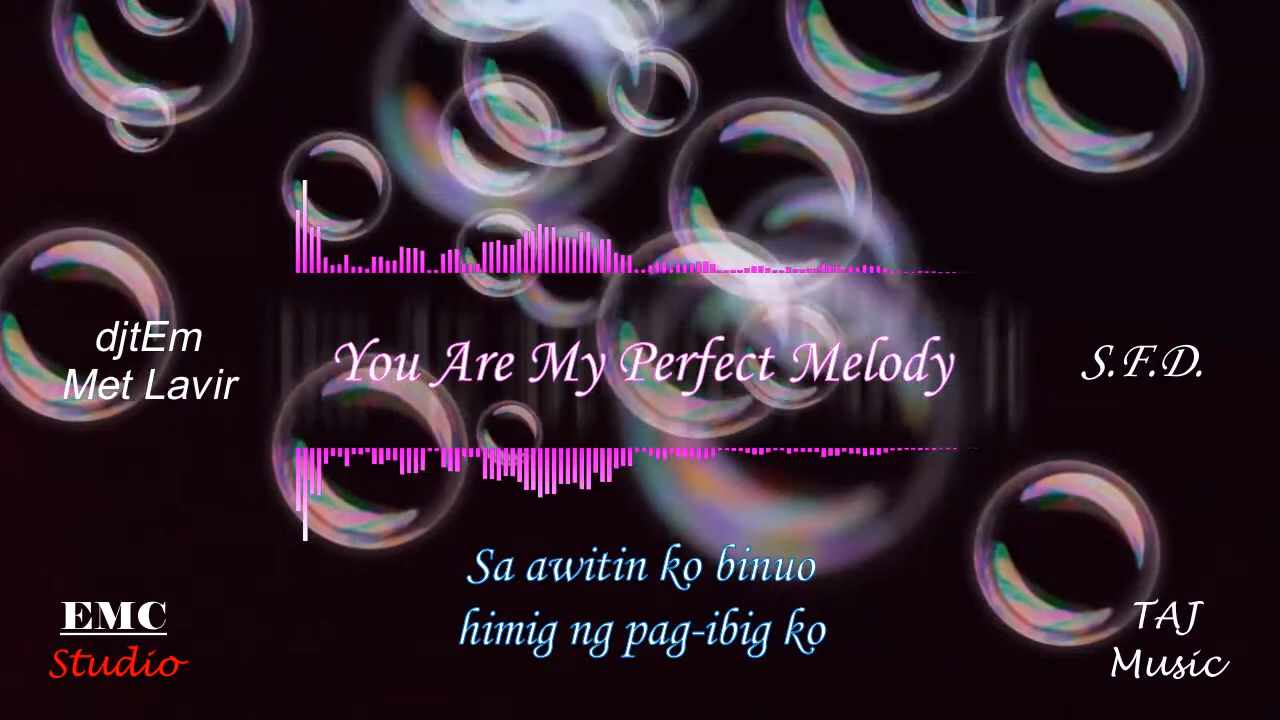 djtEm
Met Lavir
You Are My Perfect Melody
S.F.D.
Sa awitin ko binuo
himig ng pag-ibig ko
EMC
Studio
TAJ
Music